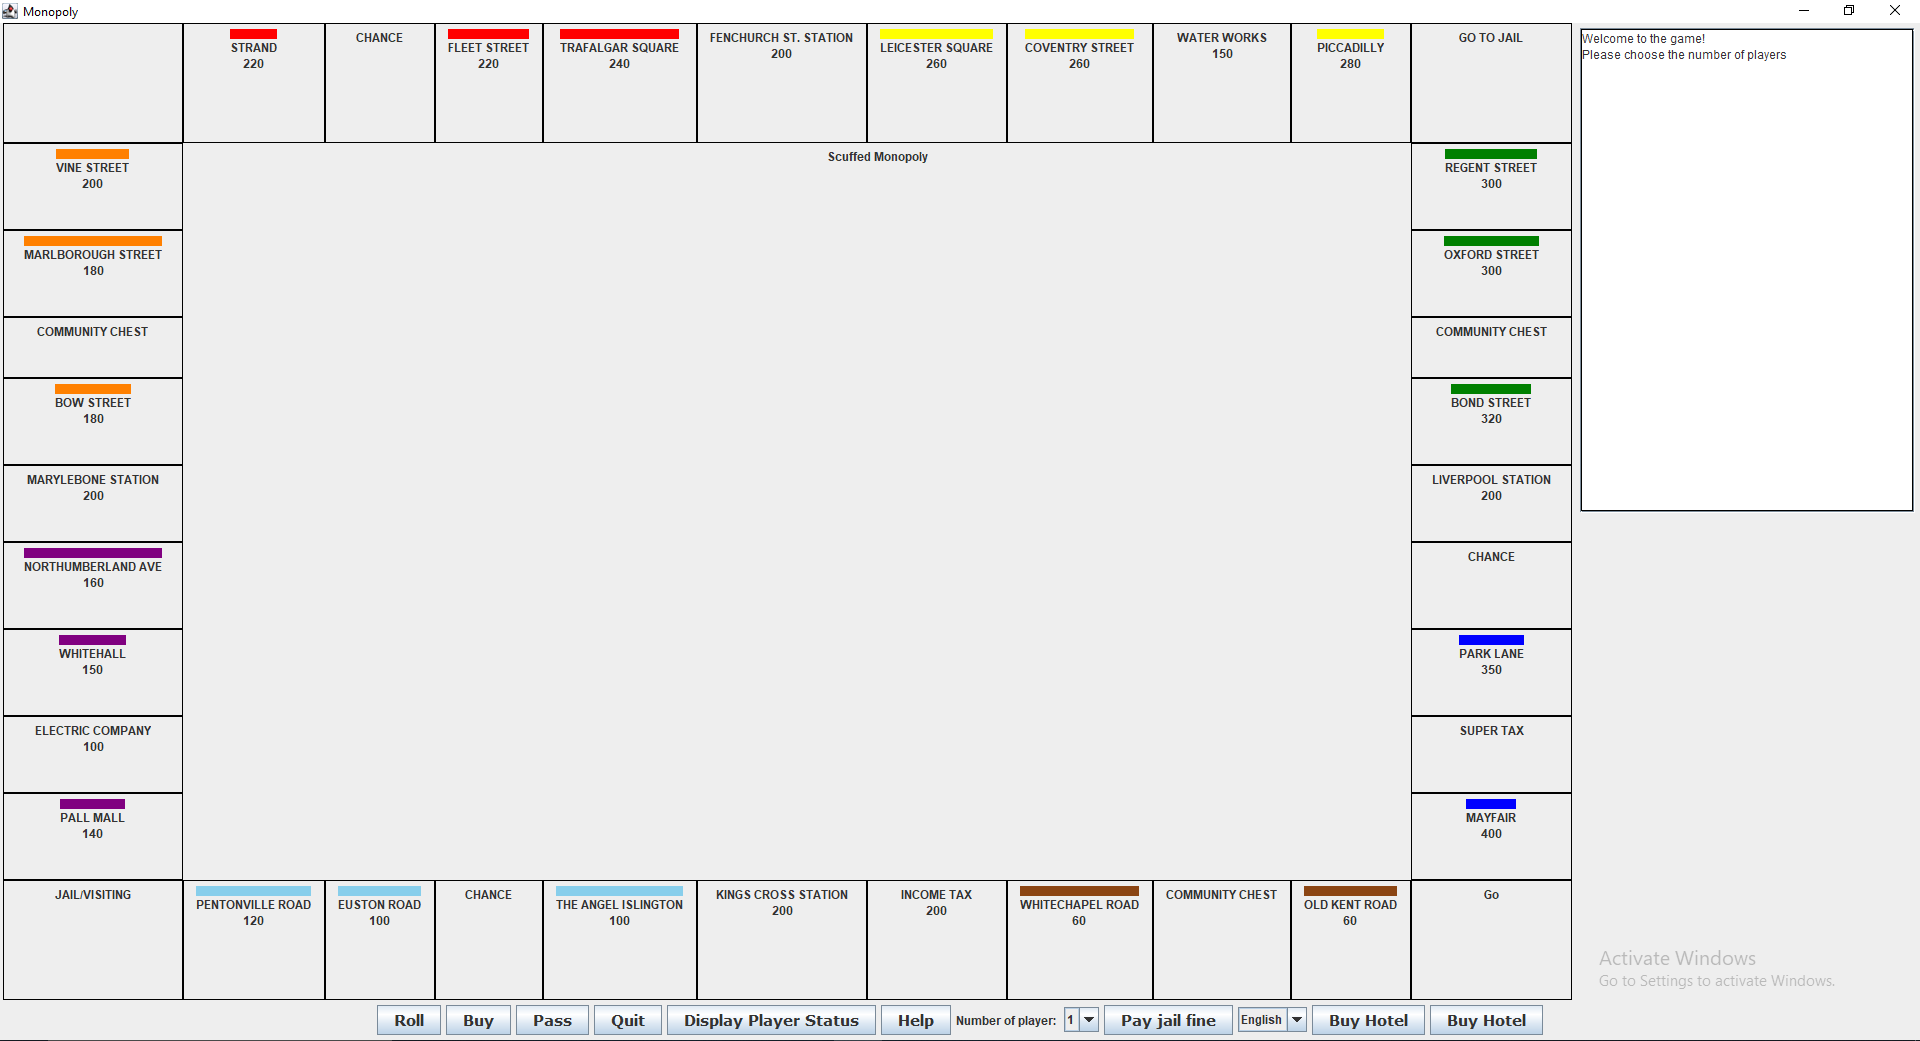 Monopoly
STRAND
220
CHANCE
FLEET STREET
220
TRAFALGAR SQUARE
240
FENCHURCH ST. STATION
200
LEICESTER SQUARE
260
COVENTRY STREET
260
WATER WORKS
150
PICCADILLY
280
GO TO JAIL
Welcome to the game!
Please choose the number of players
Scuffed Monopoly
VINE STREET
200
MARLBOROUGH STREET
180
COMMUNITY CHEST
BOW STREET
180
MARYLEBONE STATION
200
NORTHUMBERLAND AVE
160
WHITEHALL
150
ELECTRIC COMPANY
100
PALL MALL
140
REGENT STREET
300
OXFORD STREET
300
COMMUNITY CHEST
BOND STREET
320
LIVERPOOL STATION
200
CHANCE
PARK LANE
350
SUPER TAX
MAYFAIR
400
JAIL/VISITING
PENTONVILLE ROAD
120
EUSTON ROAD
100
CHANCE
THE ANGEL ISLINGTON
100
KINGS CROSS STATION
200
INCOME TAX
200
WHITECHAPEL ROAD
60
COMMUNITY CHEST
OLD KENT ROAD
60
Go
Activate Windows
Go to Settings to activate Windows.
Roll
Buy
Pass
Quit
Display Player Status
Help
Number of player:
1
Pay jail fine
English
Buy Hotel
Buy Hotel